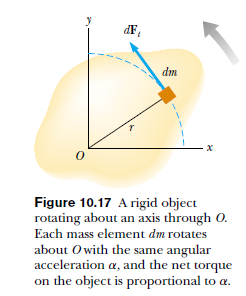 y
dFₜ
dm
r
x
O
Figure 10.17 A rigid object
rotating about an axis through O.
Each mass element dm rotates
about O with the same angular
acceleration α, and the net torque
on the object is proportional to α.